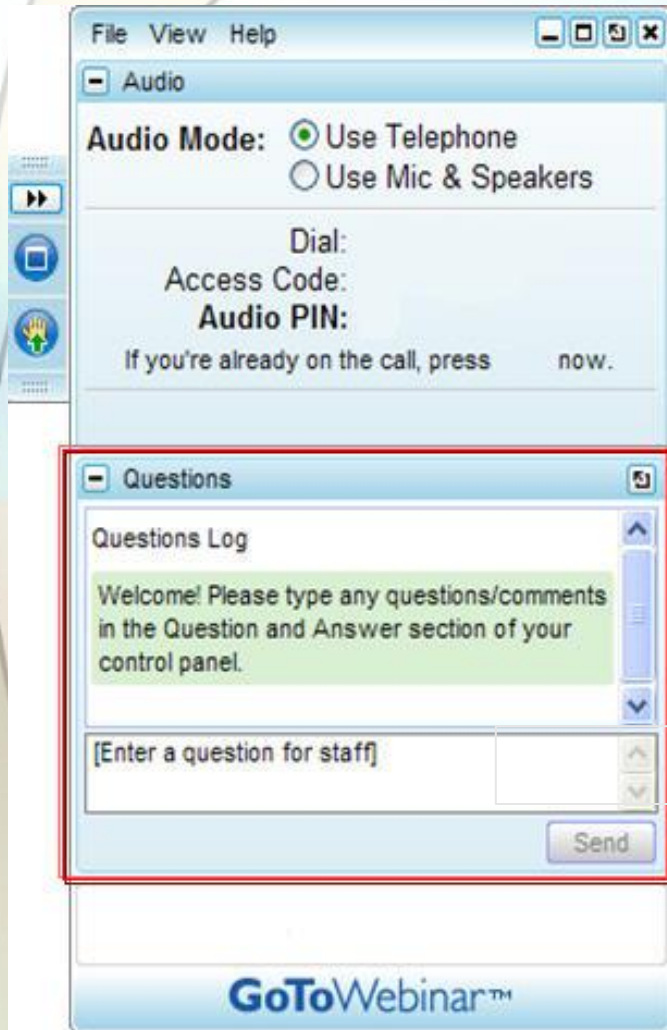 File View Help
Audio
Audio Mode: Use Telephone
Use Mic & Speakers
Dial:
Access Code:
Audio PIN:
If you're already on the call, press now.
Questions
Questions Log
Welcome! Please type any questions/comments
in the Question and Answer section of your
control panel.
[Enter a question for staff]
Send
GoToWebinar™